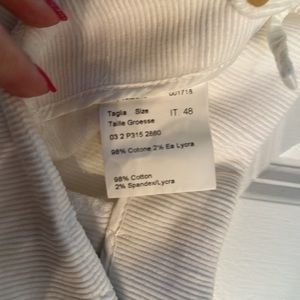 001718
Taglia Size
Taille Groesse
IT 48
03 2 P315 2880
98% Cotone 2% Ea Lycra
98% Cotton
2% Spandex/Lycra